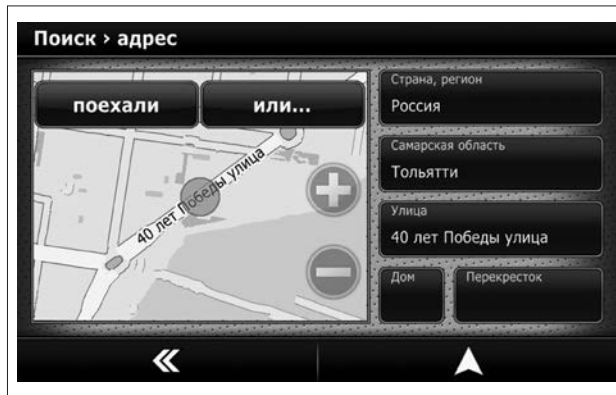 Поиск › адрес
поехали
или...
40 лет Победы улица
Страна, регион
Россия
Самарская область
Тольятти
Улица
40 лет Победы улица
Дом
Перекресток